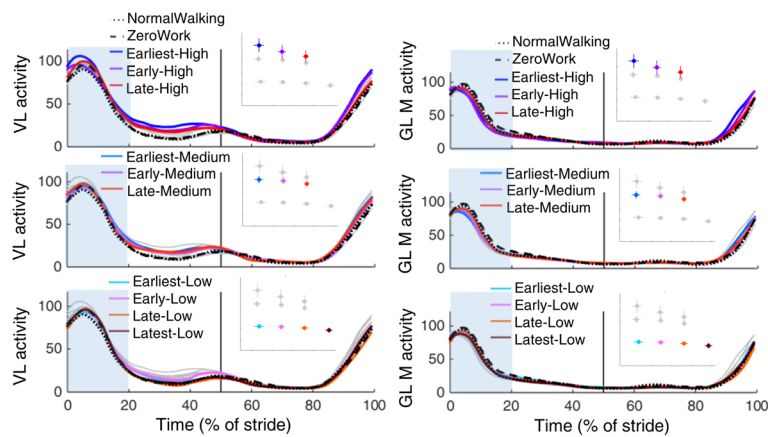 NormalWalking
ZeroWork
Earliest-High
Early-High
Late-High
VL activity
100
50
0
Earliest-Medium
Early-Medium
Late-Medium
VL activity
100
50
0
Earliest-Low
Early-Low
Late-Low
Latest-Low
VL activity
100
50
0
0 20 40 60 80 100
Time (% of stride)
NormalWalking
ZeroWork
Earliest-High
Early-High
Late-High
GL M activity
100
50
0
Earliest-Medium
Early-Medium
Late-Medium
GL M activity
100
50
0
Earliest-Low
Early-Low
Late-Low
Latest-Low
GL M activity
100
50
0
0 20 40 60 80 100
Time (% of stride)